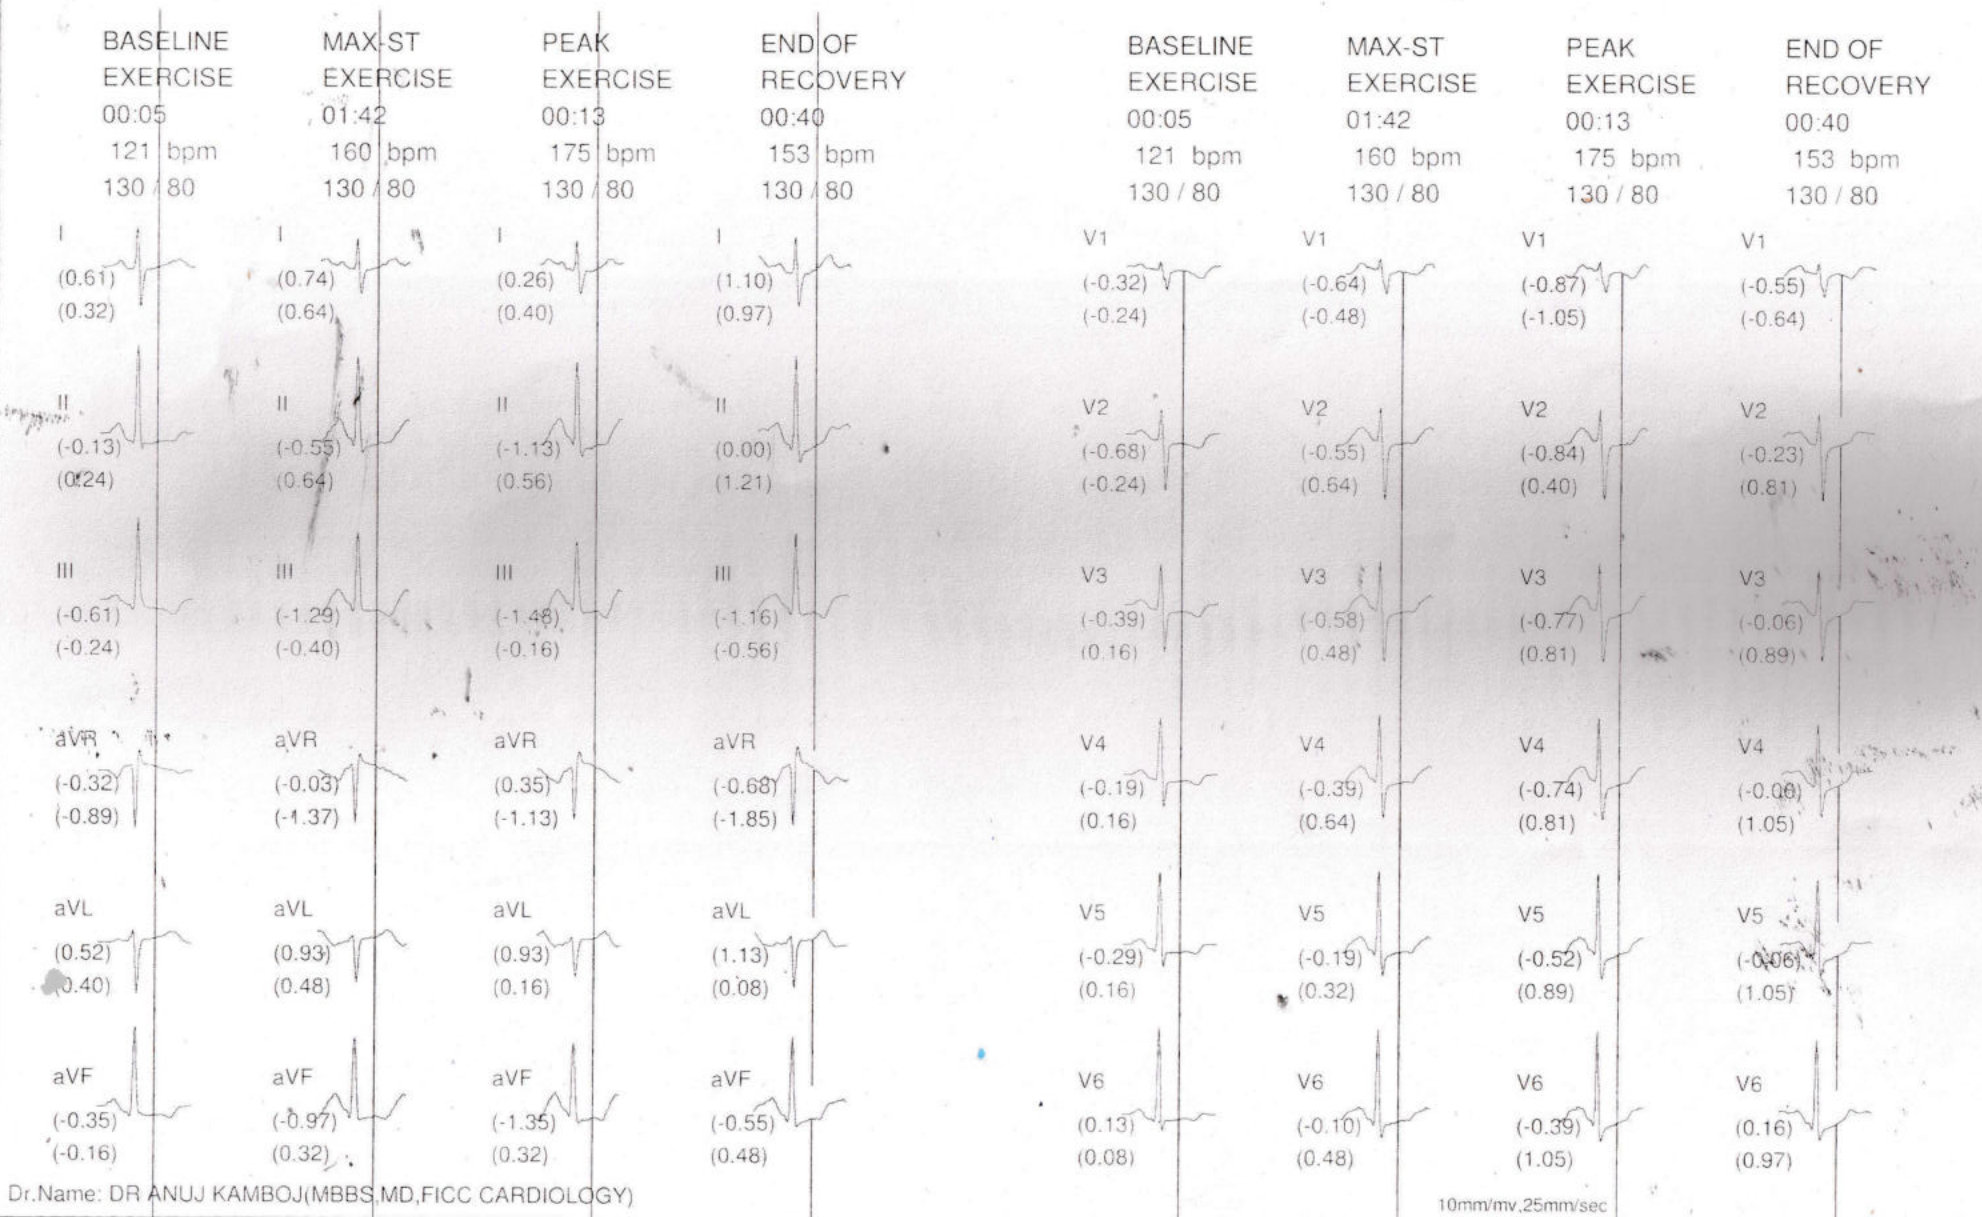 BASELINE MAX-ST PEAK END OF BASELINE MAX-ST PEAK END OF
EXERCISE EXERCISE EXERCISE RECOVERY EXERCISE EXERCISE EXERCISE RECOVERY
00:05 01:42 00:13 00:40 00:05 01:42 00:13 00:40
121 bpm 160 bpm 175 bpm 153 bpm 121 bpm 160 bpm 175 bpm 153 bpm
130 / 80 130 / 80 130 / 80 130 / 80 130 / 80 130 / 80 130 / 80 130 / 80
I I I I V1 V1 V1 V1
(0.61) (0.74) (0.26) (1.10) (-0.32) (-0.64) (-0.87) (-0.55)
(0.32) (0.64) (0.40) (0.97) (-0.24) (-0.48) (-1.05) (-0.64)
II II II II V2 V2 V2 V2
(-0.13) (-0.55) (-1.13) (0.00) (-0.68) (-0.55) (-0.84) (-0.23)
(0.24) (0.64) (0.56) (1.21) (-0.24) (0.64) (0.40) (0.81)
III III III III V3 V3 V3 V3
(-0.61) (-1.29) (-1.48) (-1.16) (-0.39) (-0.58) (-0.77) (-0.06)
(-0.24) (-0.40) (-0.16) (-0.56) (0.16) (0.48) (0.81) (0.89)
aVR aVR aVR aVR V4 V4 V4 V4
(-0.32) (-0.03) (0.35) (-0.68) (-0.19) (-0.39) (-0.74)
(-0.89) (-1.37) (-1.13) (-1.85) (0.16) (0.64) (0.81) (1.05)
aVL aVL aVL aVL V5 V5 V5 V5
(0.52) (0.93) (0.93) (1.13) (-0.29) (-0.19) (-0.52) (-0.06)
(0.40) (0.48) (0.16) (0.08) (0.16) (0.32) (0.89) (1.05)
aVF aVF aVF aVF V6 V6 V6 V6
(-0.35) (-0.97) (-1.35) (-0.55) (0.13) (-0.10) (-0.39) (0.16)
(-0.16) (0.32) (0.32) (0.48) (0.08) (0.48) (1.05) (0.97)
Dr.Name: DR ANUJ KAMBOJ(MBBS,MD,FICC CARDIOLOGY) 10mm/mv,25mm/sec